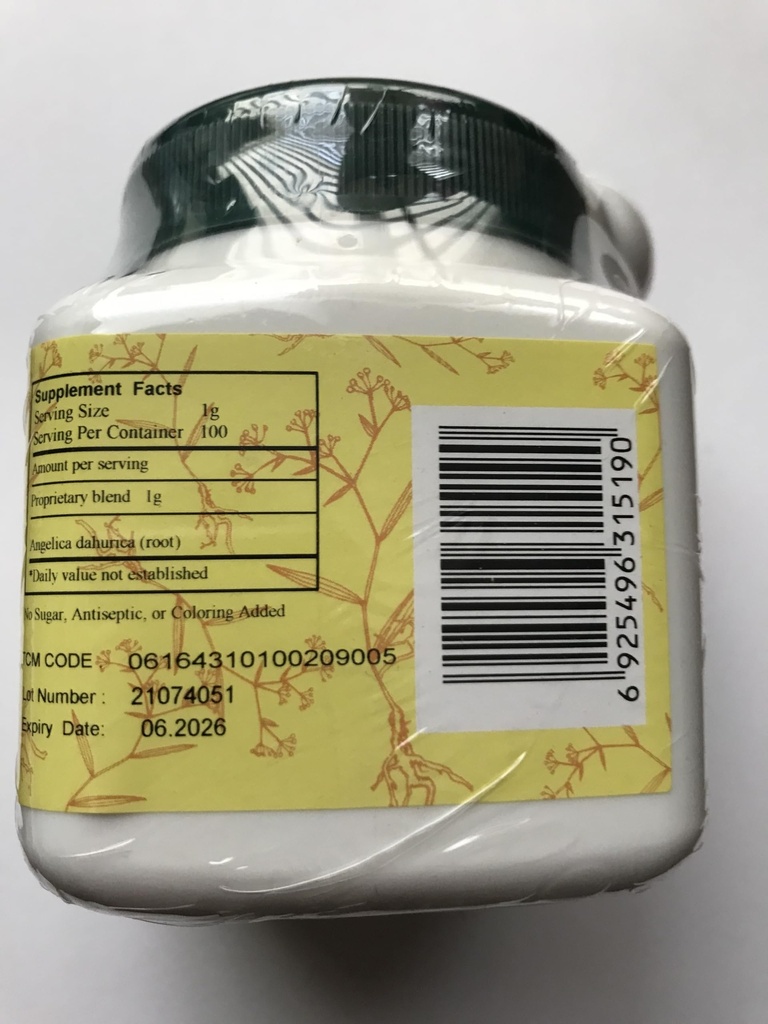 Supplement Facts
Serving Size 1g
Serving Per Container 100
Amount per serving
Proprietary blend 1g
Angelica dahurica (root)
*Daily value not established
No Sugar, Antiseptic, or Coloring Added
TCM CODE : 06164310100209005
Lot Number : 21074051
Expiry Date: 06.2026
6 925496 315190